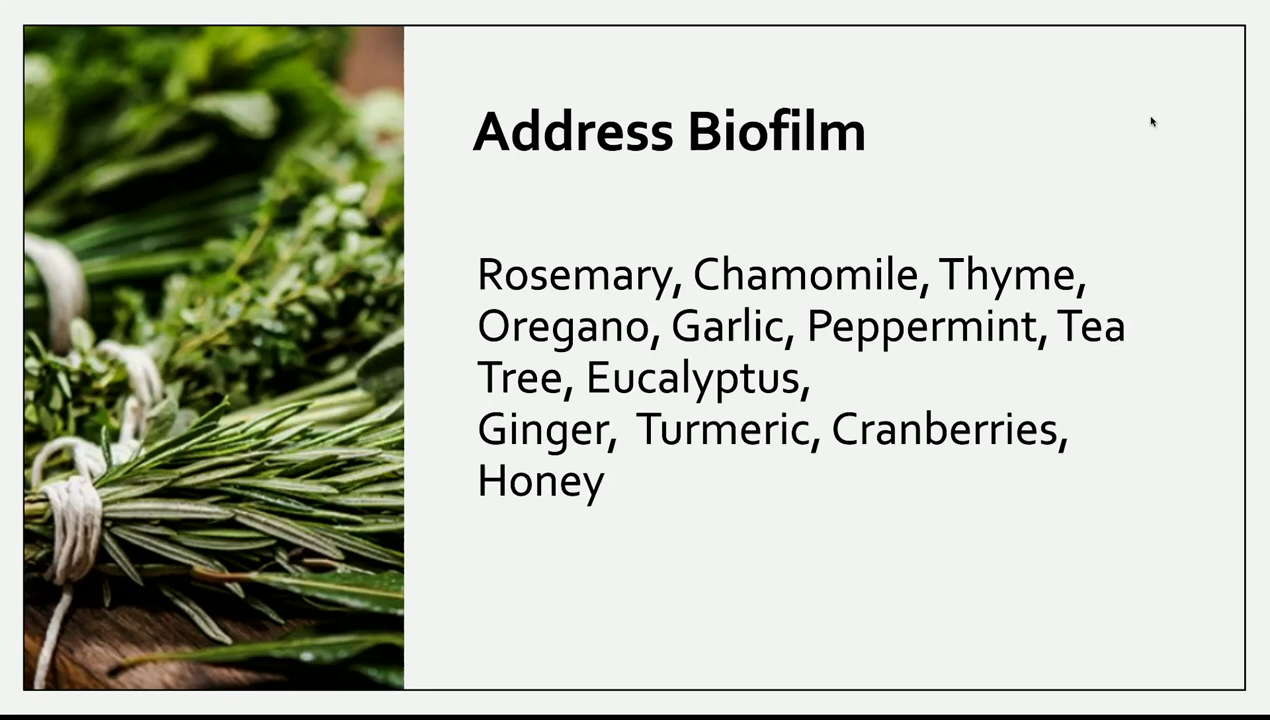 Address Biofilm
Rosemary, Chamomile, Thyme,
Oregano, Garlic, Peppermint, Tea
Tree, Eucalyptus,
Ginger,  Turmeric, Cranberries,
Honey